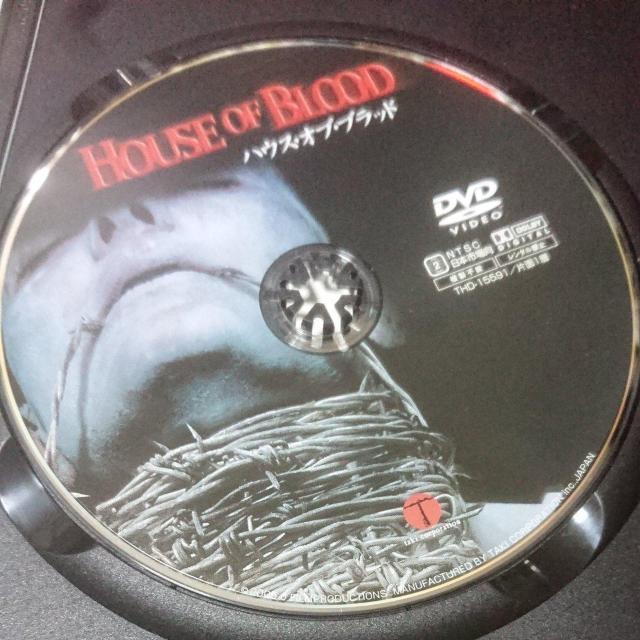 HOUSE OF BLOOD
ハウス・オブ・ブラッド
DVD
VIDEO
2 NTSC
日本市場向
DOLBY
DIGITAL
複製不能
レンタル禁止
THD-15591/片面1層
T
taki corporation
MANUFACTURED BY TAKI
JAPAN